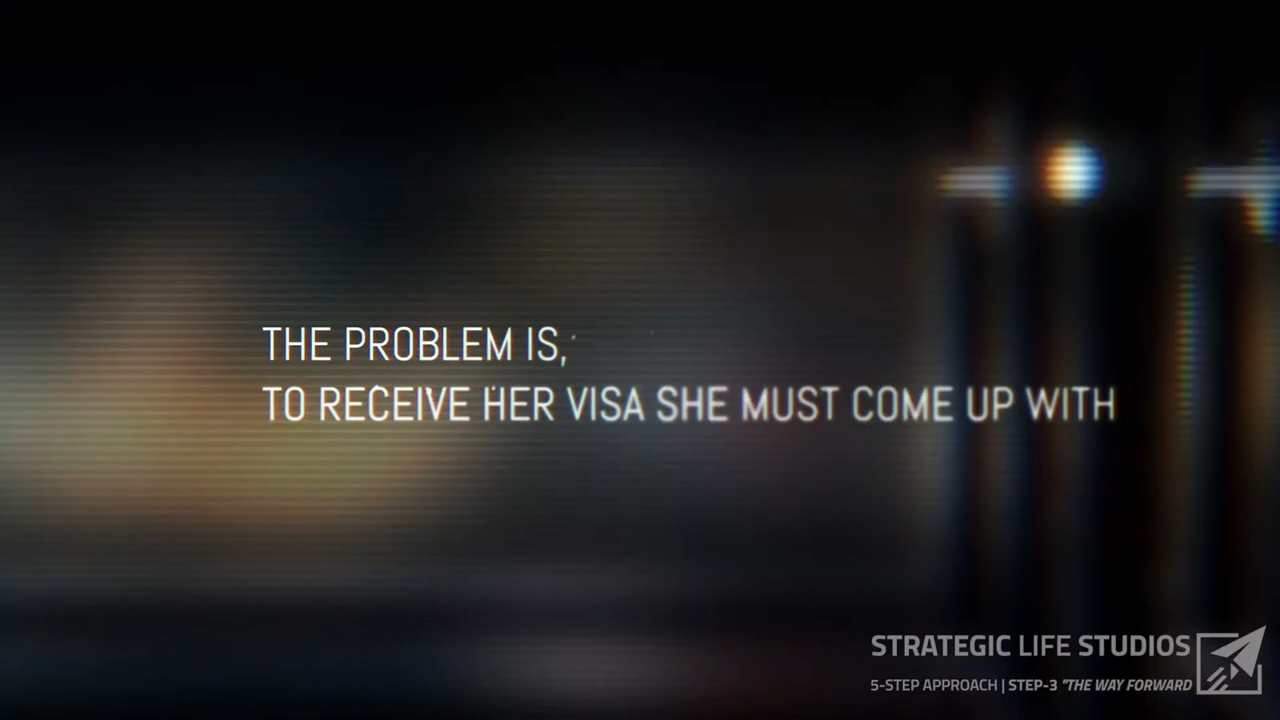 THE PROBLEM IS,
TO RECEIVE HER VISA SHE MUST COME UP WITH
STRATEGIC LIFE STUDIOS
5-STEP APPROACH | STEP-3 "THE WAY FORWARD